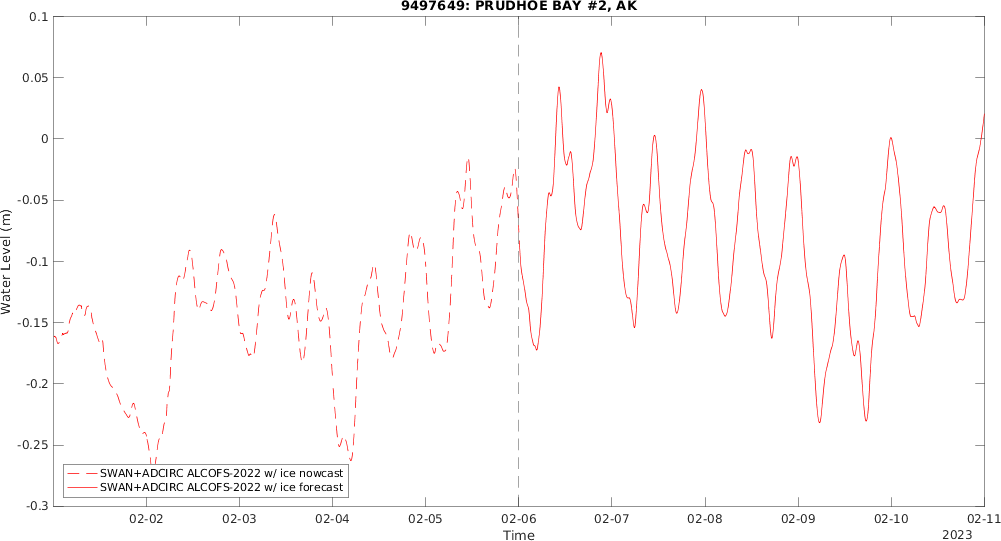 9497649: PRUDHOE BAY #2, AK
0.1
0.05
0
-0.05
-0.1
-0.15
-0.2
-0.25
-0.3
Water Level (m)
SWAN+ADCIRC ALCOFS-2022 w/ ice nowcast
SWAN+ADCIRC ALCOFS-2022 w/ ice forecast
02-02 02-03 02-04 02-05 02-06 02-07 02-08 02-09 02-10 02-11
Time
2023